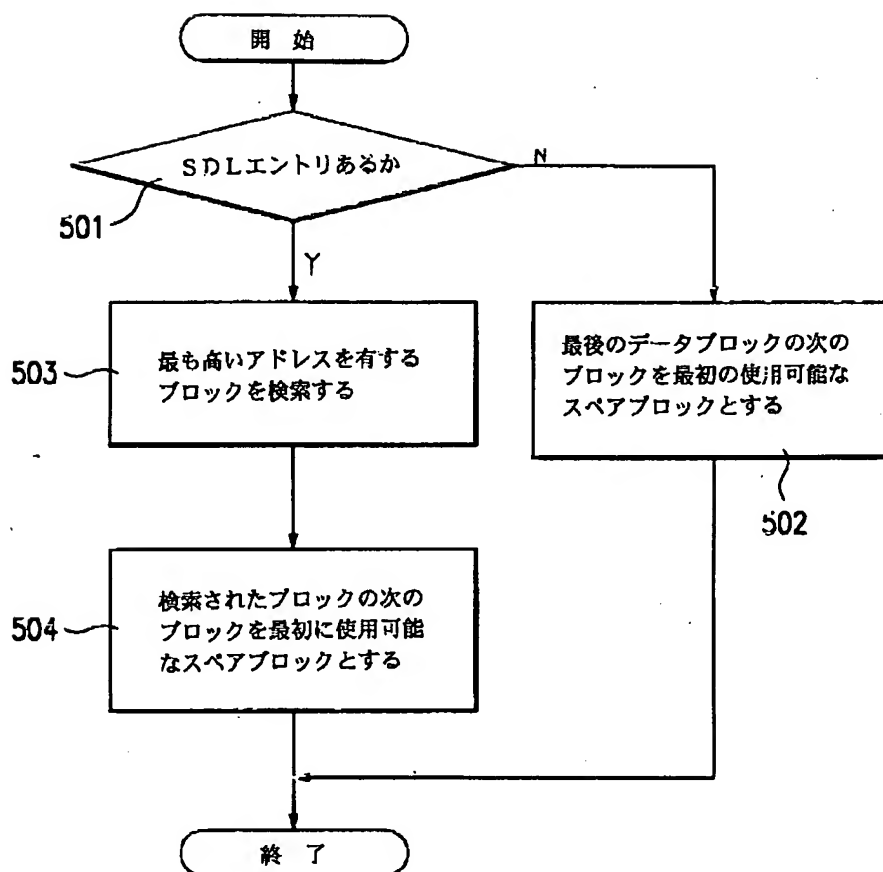 開 始
SDLエントリあるか
N
501
Y
503
最も高いアドレスを有する
ブロックを検索する
最後のデータブロックの次の
ブロックを最初の使用可能な
スペアブロックとする
502
504
検索されたブロックの次の
ブロックを最初に使用可能
なスペアブロックとする
終 了